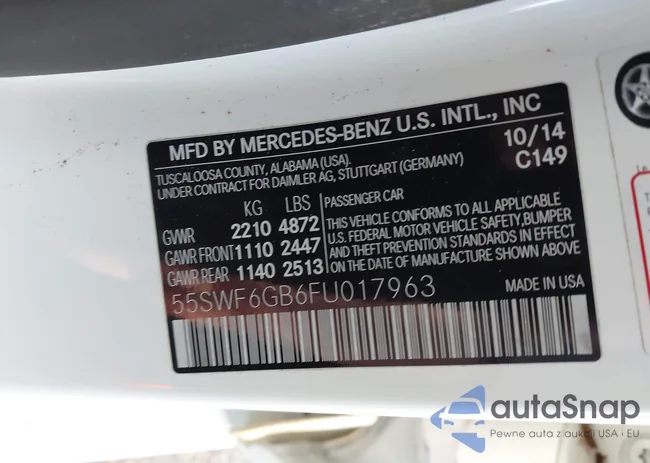 MFD BY MERCEDES-BENZ U.S. INTL., INC
TUSCALOOSA COUNTY, ALABAMA (USA).
UNDER CONTRACT FOR DAIMLER AG, STUTTGART (GERMANY)
10/14
C149
KG LBS
GVWR 2210 4872
GAWR FRONT 1110 2447
GAWR REAR 1140 2513
PASSENGER CAR
THIS VEHICLE CONFORMS TO ALL APPLICABLE
U.S. FEDERAL MOTOR VEHICLE SAFETY, BUMPER
AND THEFT PREVENTION STANDARDS IN EFFECT
ON THE DATE OF MANUFACTURE SHOWN ABOVE
55SWF6GB6FU017963
MADE IN USA
autaSnap
Pewne auta z aukcji USA i EU